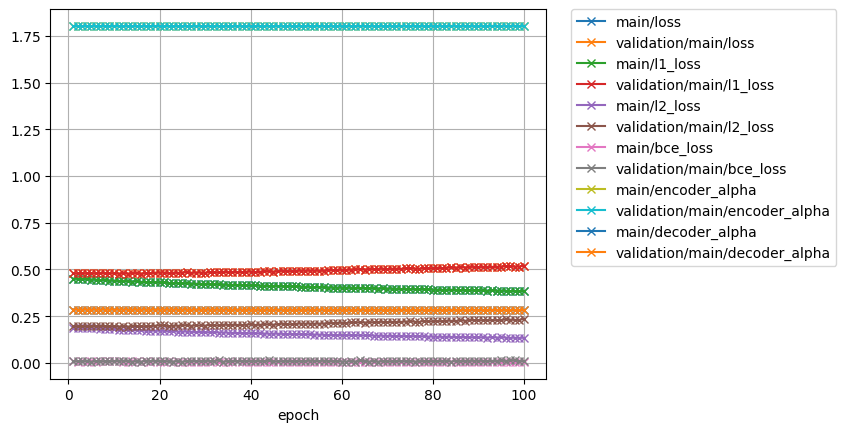 1.75
1.50
1.25
1.00
0.75
0.50
0.25
0.00
0 20 40 60 80 100
epoch
main/loss
validation/main/loss
main/l1_loss
validation/main/l1_loss
main/l2_loss
validation/main/l2_loss
main/bce_loss
validation/main/bce_loss
main/encoder_alpha
validation/main/encoder_alpha
main/decoder_alpha
validation/main/decoder_alpha